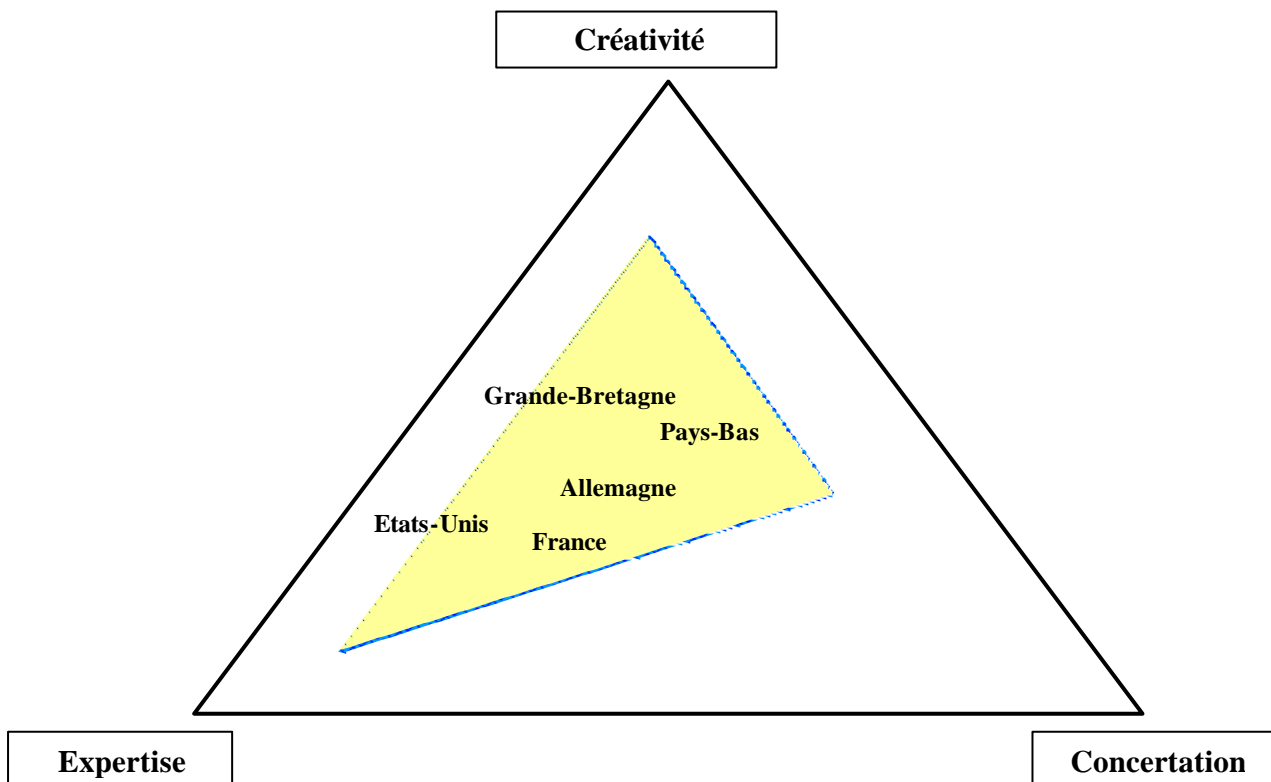 Créativité
Grande-Bretagne
Pays-Bas
Allemagne
Etats-Unis
France
Expertise
Concertation